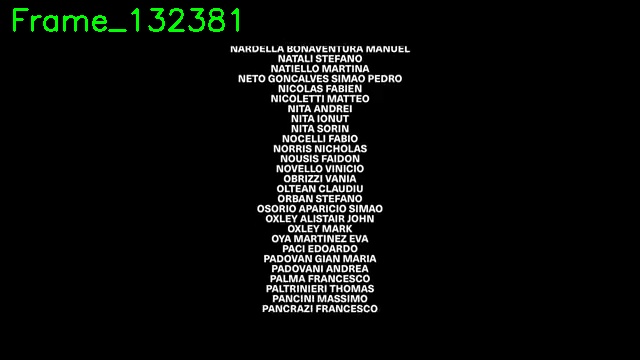 Frame_132381
NARDELLA BONAVENTURA MANUEL
NATALI STEFANO
NATIELLO MARTINA
NETO GONCALVES SIMAO PEDRO
NICOLAS FABIEN
NICOLETTI MATTEO
NITA ANDREI
NITA IONUT
NITA SORIN
NOCELLI FABIO
NORRIS NICHOLAS
NOUSIS FAIDON
NOVELLO VINICIO
OBRIZZI VANIA
OLTEAN CLAUDIU
ORBAN STEFANO
OSORIO APARICIO SIMAO
OXLEY ALISTAIR JOHN
OXLEY MARK
OYA MARTINEZ EVA
PACI EDOARDO
PADOVAN GIAN MARIA
PADOVANI ANDREA
PALMA FRANCESCO
PALTRINIERI THOMAS
PANCINI MASSIMO
PANCRAZI FRANCESCO